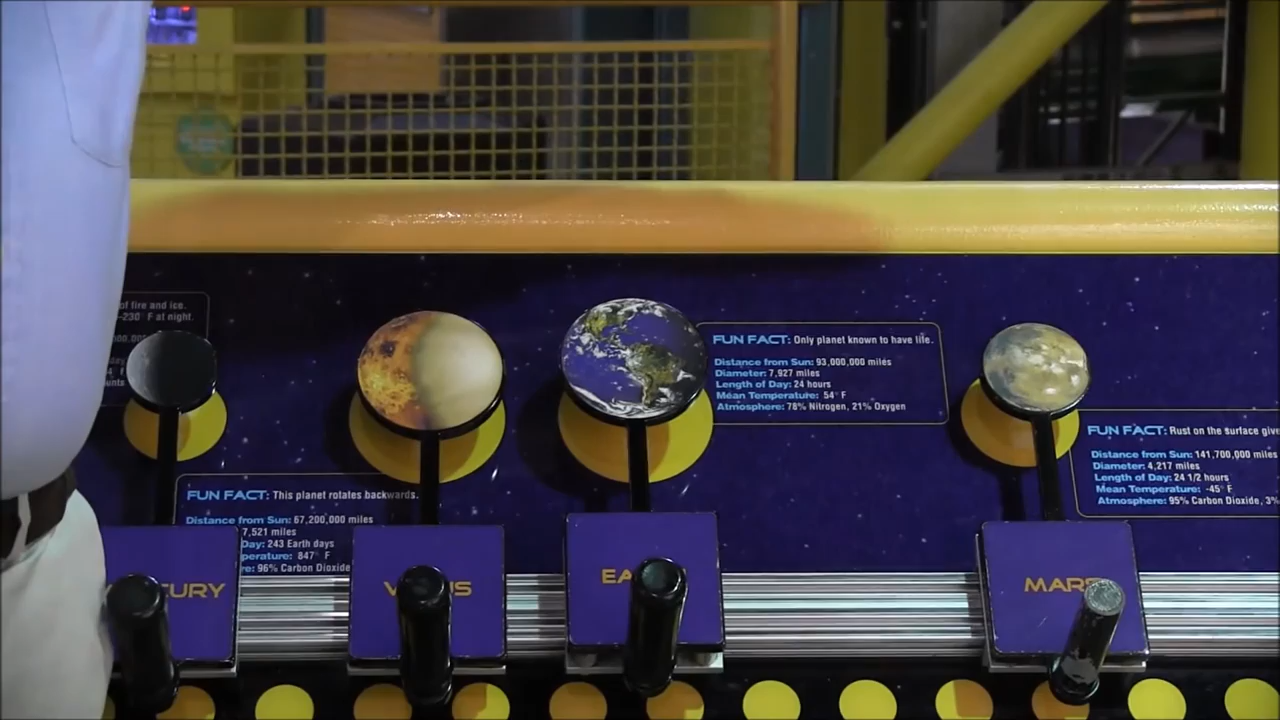 of fire and ice.
-230° F at night.
FUN FACT: This planet rotates backwards.
Distance from Sun: 67,200,000 miles
7,521 miles
Day: 243 Earth days
perature: 847° F
re: 96% Carbon Dioxide
FUN FACT: Only planet known to have life.
Distance from Sun: 93,000,000 miles
Diameter: 7,927 miles
Length of Day: 24 hours
Mean Temperature: 54° F
Atmosphere: 78% Nitrogen, 21% Oxygen
FUN FACT: Rust on the surface give
Distance from Sun: 141,700,000 miles
Diameter: 4,217 miles
Length of Day: 24 1/2 hours
Mean Temperature: -45° F
Atmosphere: 95% Carbon Dioxide, 3%
CURY
V US
EA
MARS